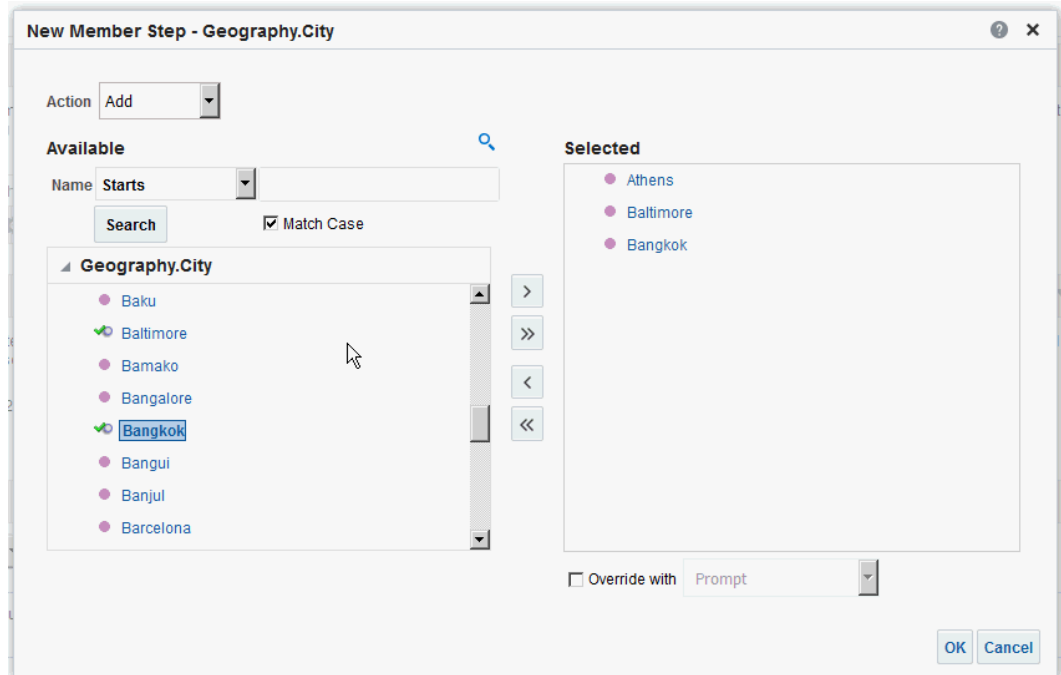 New Member Step - Geography.City
Action Add
Available
Name Starts
Search Match Case
Geography.City
Baku
Baltimore
Bamako
Bangalore
Bangkok
Bangui
Banjul
Barcelona
Selected
Athens
Baltimore
Bangkok
Override with Prompt
OK Cancel